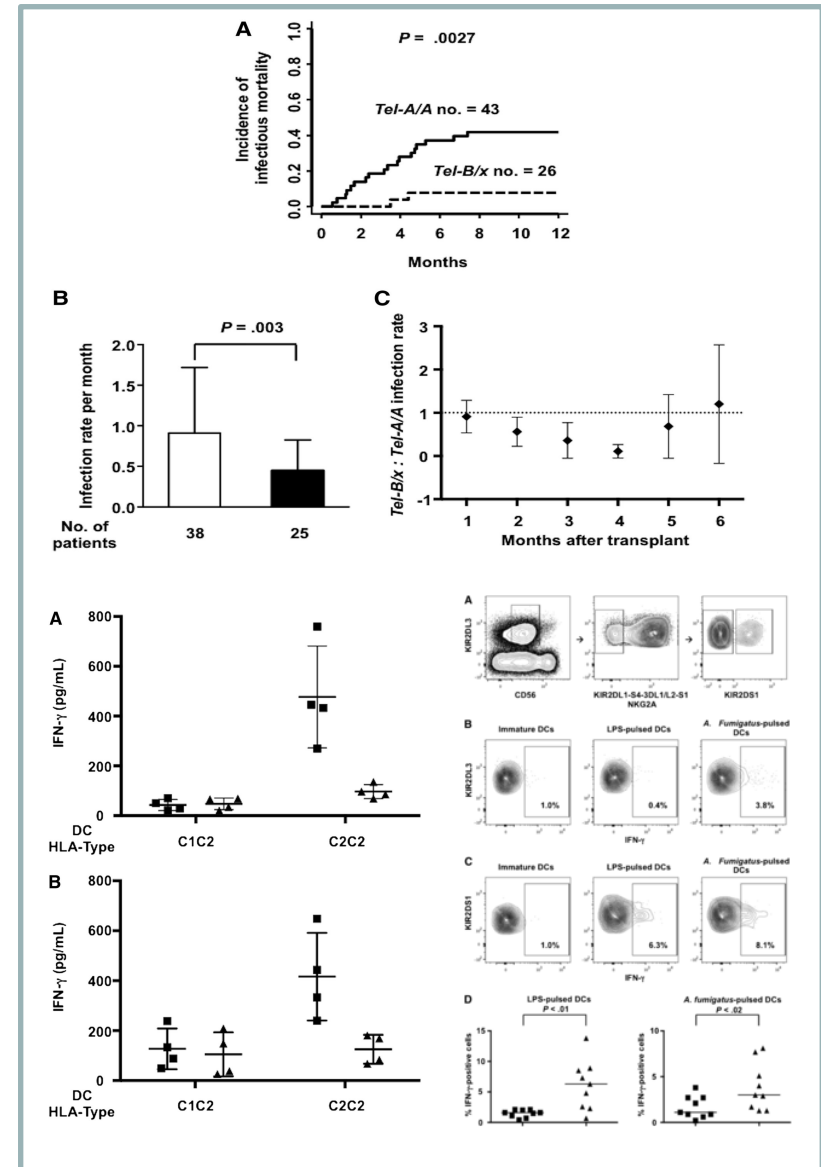 A
P = .0027
Incidence of
infectious mortality
1.0
0.8
0.6
0.4
0.2
0.0
Tel-A/A no. = 43
Tel-B/x no. = 26
0 2 4 6 8 10 12
Months
B
P = .003
Infection rate per month
2.0
1.5
1.0
0.5
0.0
No. of
patients
38 25
C
Tel-B/x : Tel-A/A infection rate
3
2
1
0
-1
1 2 3 4 5 6
Months after transplant
A
IFN-γ (pg/mL)
800
600
400
200
0
DC
HLA-Type
C1C2 C2C2
B
IFN-γ (pg/mL)
800
600
400
200
0
DC
HLA-Type
C1C2 C2C2
A
KIR2DL3
CD56
KIR2DL1-S4-3DL1/L2-S1
NKG2A
KIR2DS1
B
Immature DCs LPS-pulsed DCs A. Fumigatus-pulsed
DCs
KIR2DL3
1.0% 0.4% 3.8%
IFN-γ
C
Immature DCs LPS-pulsed DCs A. Fumigatus-pulsed
DCs
KIR2DS1
1.0% 6.3% 8.1%
IFN-γ
D
LPS-pulsed DCs
P < .01
% IFN-γ-positive cells
15
10
5
0
A. fumigatus-pulsed DCs
P < .02
% IFN-γ-positive cells
10
5
0